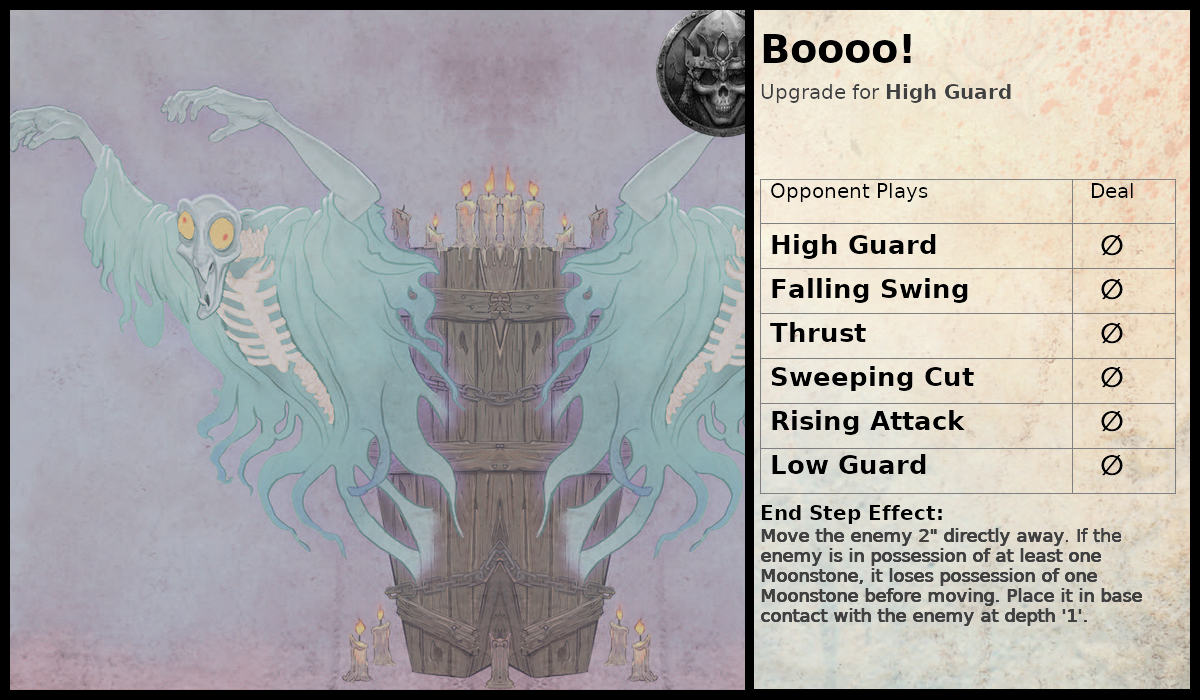 Boooo!
Upgrade for High Guard
Opponent Plays Deal
High Guard ∅
Falling Swing ∅
Thrust ∅
Sweeping Cut ∅
Rising Attack ∅
Low Guard ∅
End Step Effect:
Move the enemy 2" directly away. If the
enemy is in possession of at least one
Moonstone, it loses possession of one
Moonstone before moving. Place it in base
contact with the enemy at depth '1'.